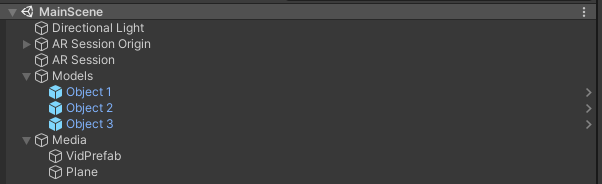 MainScene
Directional Light
AR Session Origin
AR Session
Models
Object 1
Object 2
Object 3
Media
VidPrefab
Plane